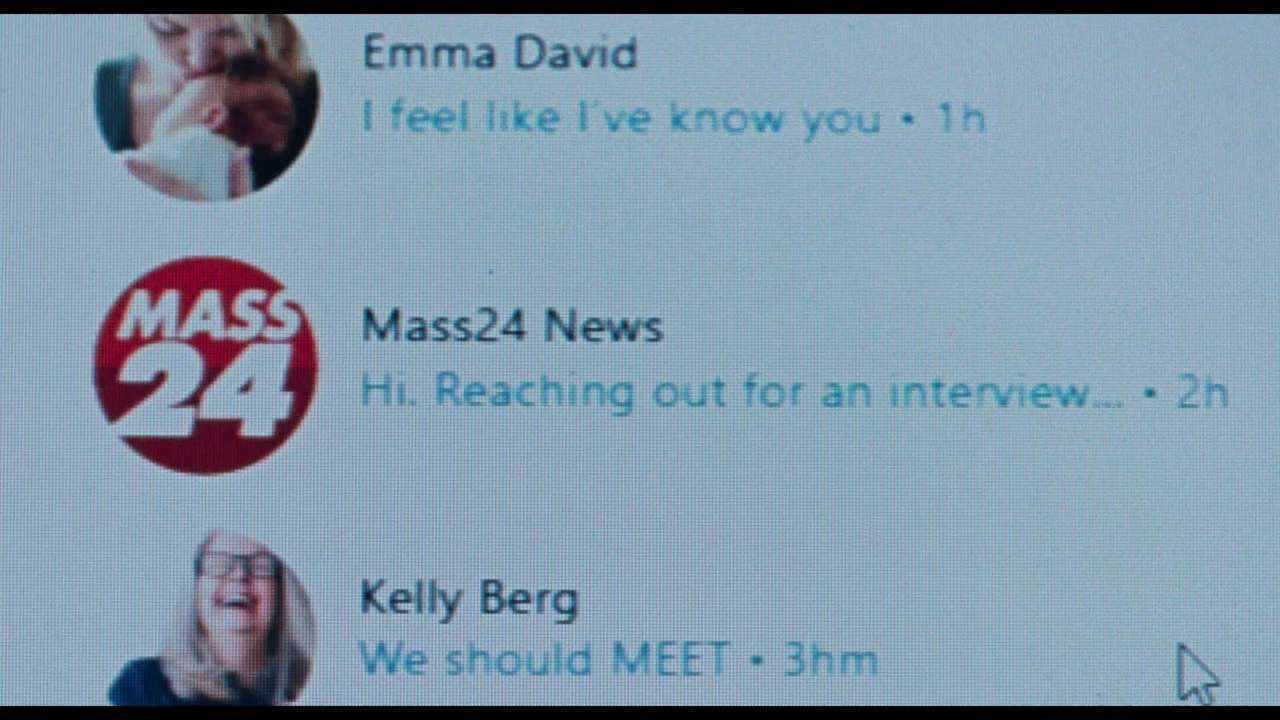 Emma David
I feel like I've know you • 1h
MASS
24
Mass24 News
Hi. Reaching out for an interview... • 2h
Kelly Berg
We should MEET • 3hm